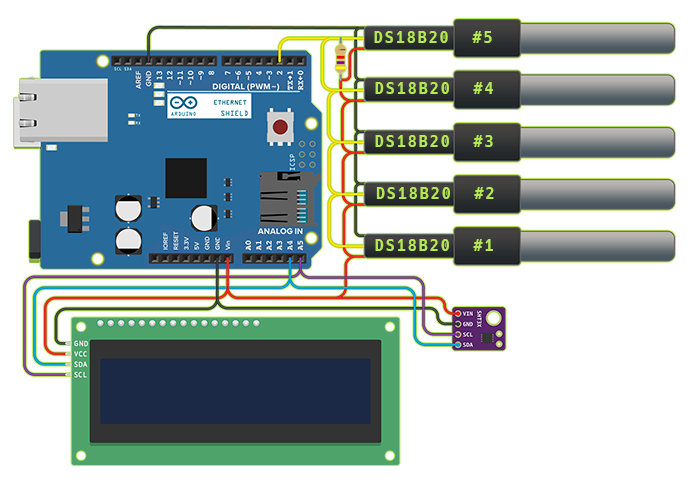 DS18B20 #5
DS18B20 #4
DS18B20 #3
DS18B20 #2
DS18B20 #1
SCL SDA
AREF
GND
13
12
~11
~10
~9
8
7
~6
~5
4
~3
2
TX→1
RX←0
DIGITAL (PWM ~)
ARDUINO
ETHERNET
SHIELD
ICSP
ANALOG IN
IOREF
RESET
3.3V
5V
GND
GND
Vin
A0
A1
A2
A3
A4
A5
GND
VCC
SDA
SCL
VIN
GND
SCL
SDA
SHT3X